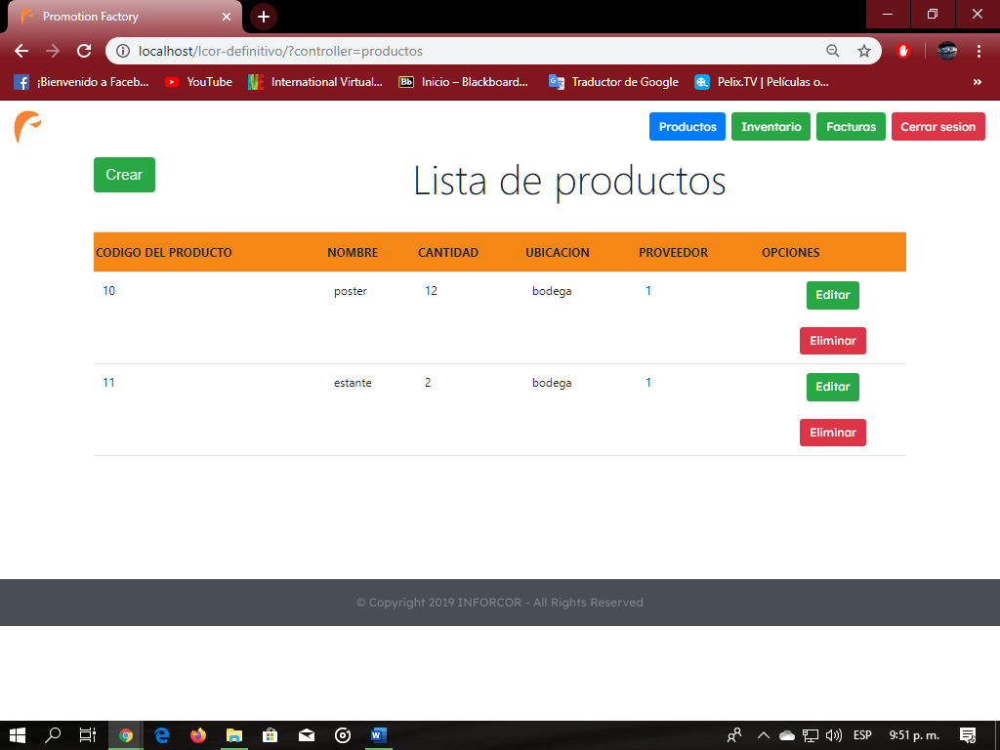 Promotion Factory
localhost/Icor-definitivo/?controller=productos
¡Bienvenido a Faceb... YouTube International Virtual... Bb Inicio – Blackboard... Traductor de Google Pelix.TV | Películas o... »
Productos Inventario Facturas Cerrar sesion
Crear
Lista de productos
CODIGO DEL PRODUCTO NOMBRE CANTIDAD UBICACION PROVEEDOR OPCIONES
10 poster 12 bodega 1 Editar
Eliminar
11 estante 2 bodega 1 Editar
Eliminar
© Copyright 2019 INFORCOR - All Rights Reserved
ESP 9:51 p. m.